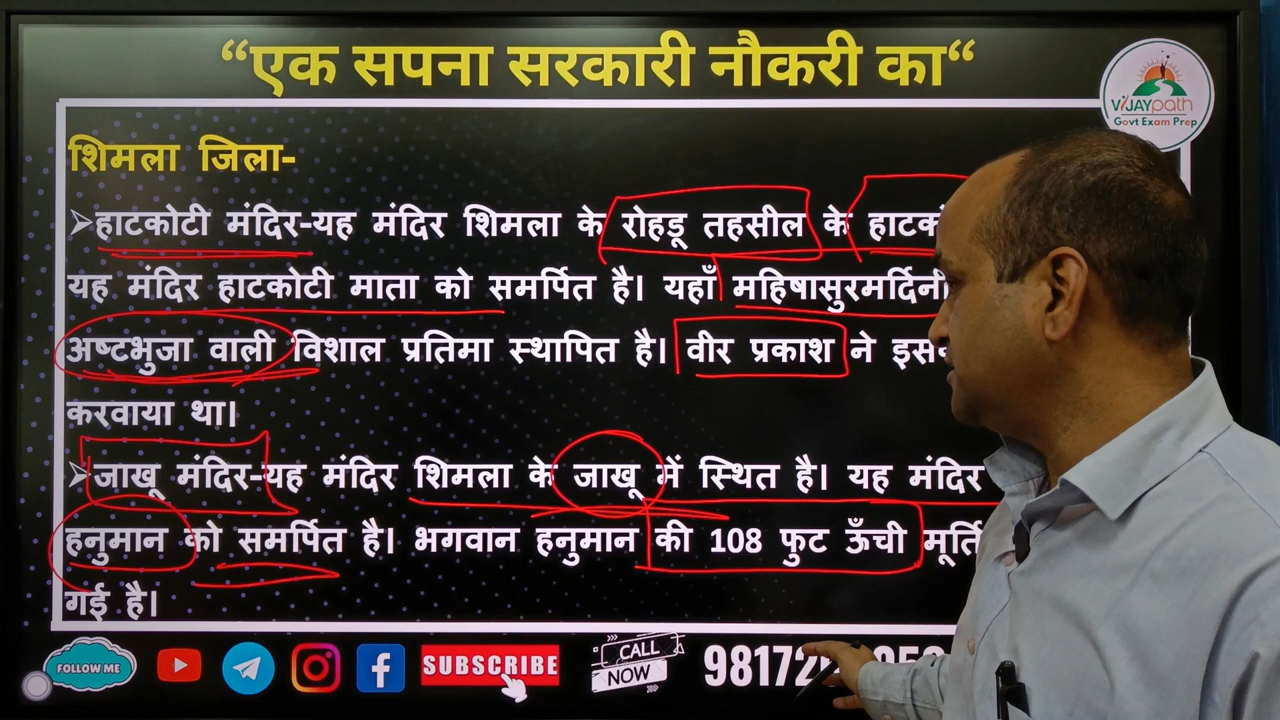 “एक सपना सरकारी नौकरी का“
VIJAYpath
Govt Exam Prep
शिमला जिला-
➢हाटकोटी मंदिर-यह मंदिर शिमला के रोहडू तहसील के
यह मंदिर हाटकोटी माता को समर्पित है। यहाँ महिषासुरमर्दिनी
अष्टभुजा वाली विशाल प्रतिमा स्थापित है। वीर प्रकाश ने
करवाया था।
➢जाखू मंदिर-यह मंदिर शिमला के जाखू में स्थित है। यह मंदिर
हनुमान को समर्पित है। भगवान हनुमान की 108 फुट ऊँची मूर्ति
गई है।
FOLLOW ME
SUBSCRIBE
CALL
NOW